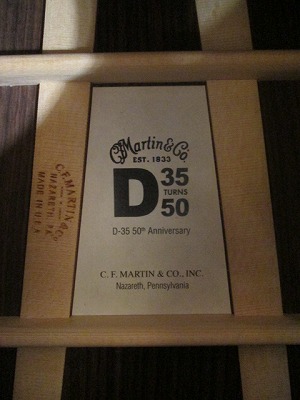 C.F. MARTIN & Co.
NAZARETH, PA.
MADE IN U.S.A.
C.F. Martin & Co.
EST. 1833
D 35
TURNS
50
D-35 50th Anniversary
C. F. MARTIN & CO., INC.
Nazareth, Pennsylvania